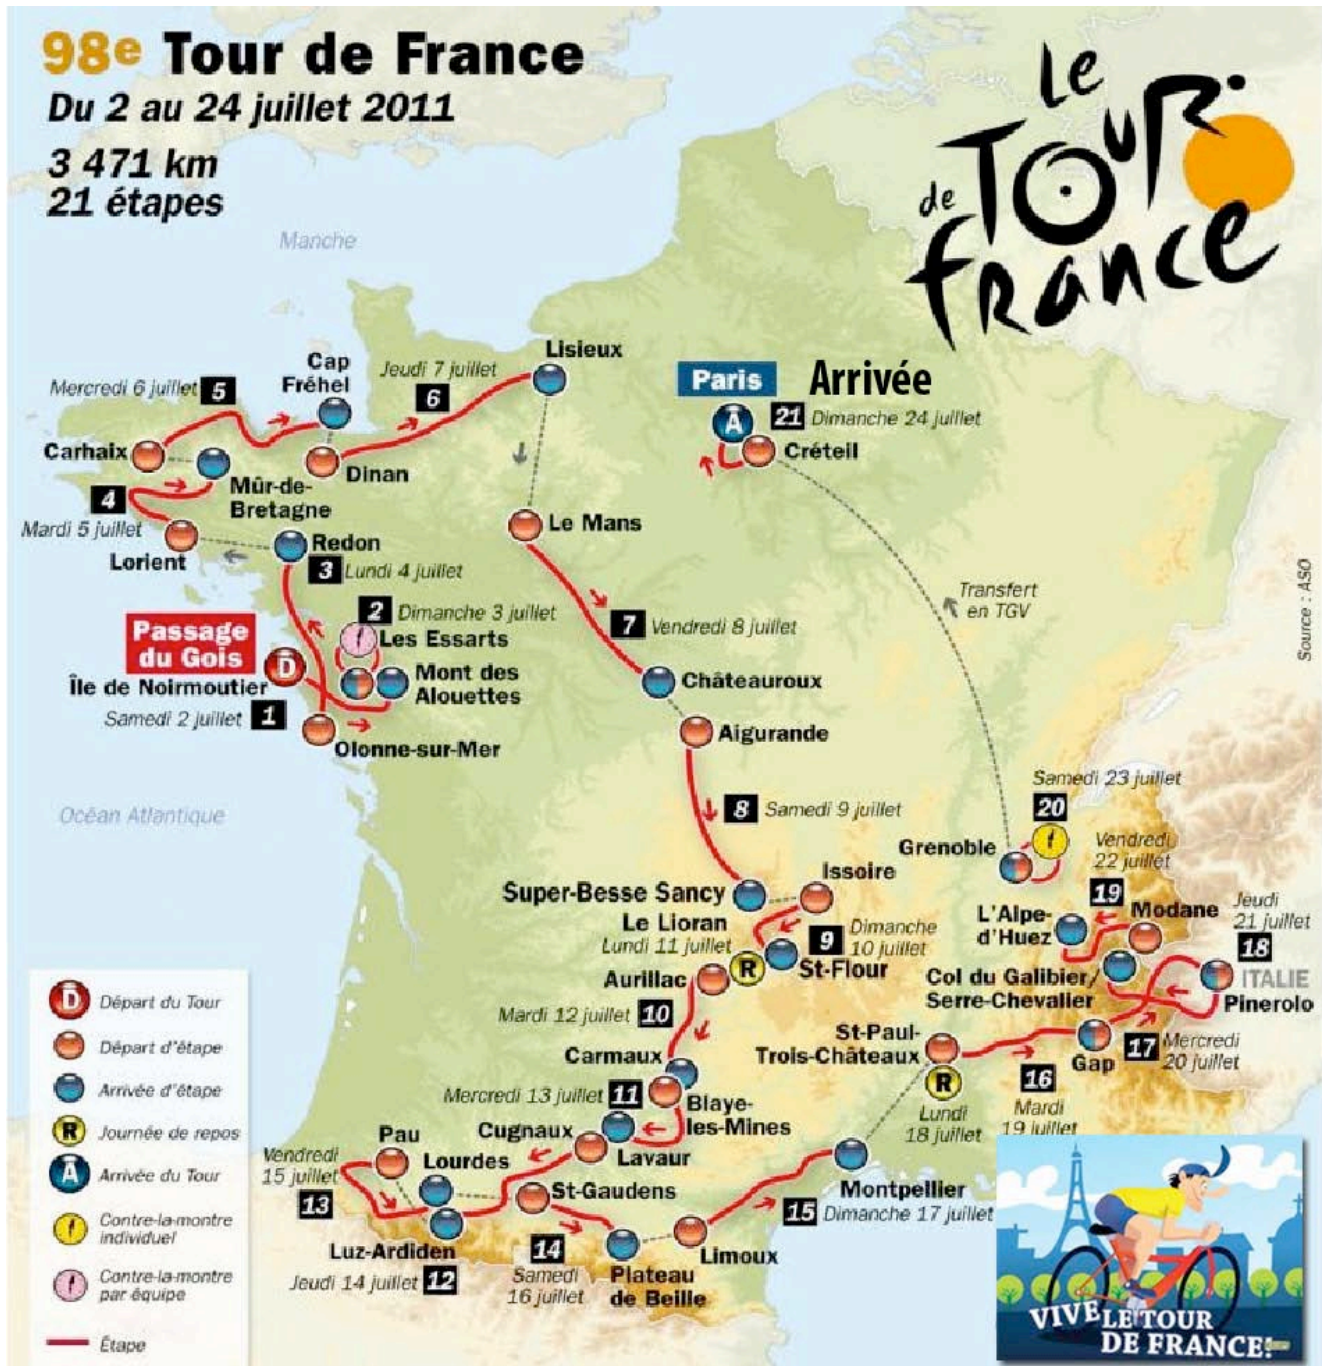 98e Tour de France
Du 2 au 24 juillet 2011
3 471 km
21 étapes
Le
TOUR
de
FRANCE
Manche
Lisieux
Cap
Fréhel
Jeudi 7 juillet
6
Mercredi 6 juillet 5
Paris Arrivée
A
21 Dimanche 24 juillet
Créteil
Carhaix
Dinan
Mûr-de-
Bretagne
4
Mardi 5 juillet
Lorient
Le Mans
Redon
3 Lundi 4 juillet
Transfert
en TGV
Source : ASO
2 Dimanche 3 juillet
Les Essarts
7 Vendredi 8 juillet
Passage
du Gois
D
Île de Noirmoutier
Samedi 2 juillet 1
Mont des
Alouettes
Châteauroux
Olonne-sur-Mer
Aigurande
Océan Atlantique
8 Samedi 9 juillet
Samedi 23 juillet
20
Grenoble
Vendredi
22 juillet
19
Issoire
Super-Besse Sancy
Le Lioran
Lundi 11 juillet
R
9 Dimanche
10 juillet
St-Flour
L'Alpe-
d'Huez
Modane
Jeudi
21 juillet
18
ITALIE
Pinerolo
Col du Galibier/
Serre-Chevalier
Aurillac
Mardi 12 juillet 10
St-Paul-
Trois-Châteaux
R
Lundi
18 juillet
Gap
17 Mercredi
20 juillet
16
Mardi
19 juillet
Carmaux
Mercredi 13 juillet 11
Blaye-
les-Mines
Cugnaux
Lavaur
Pau
Lourdes
Vendredi
15 juillet
13
St-Gaudens
Montpellier
15 Dimanche 17 juillet
Luz-Ardiden
Jeudi 14 juillet 12
14
Samedi
16 juillet
Plateau
de Beille
Limoux
D Départ du Tour
Départ d'étape
Arrivée d'étape
R Journée de repos
A Arrivée du Tour
Contre-la-montre
individuel
Contre-la-montre
par équipe
Étape
VIVE LE TOUR
DE FRANCE!